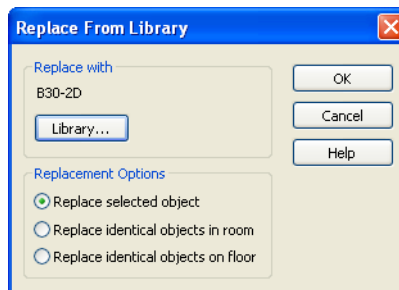 Replace From Library
Replace with
B30-2D
Library...
OK
Cancel
Help
Replacement Options
Replace selected object
Replace identical objects in room
Replace identical objects on floor